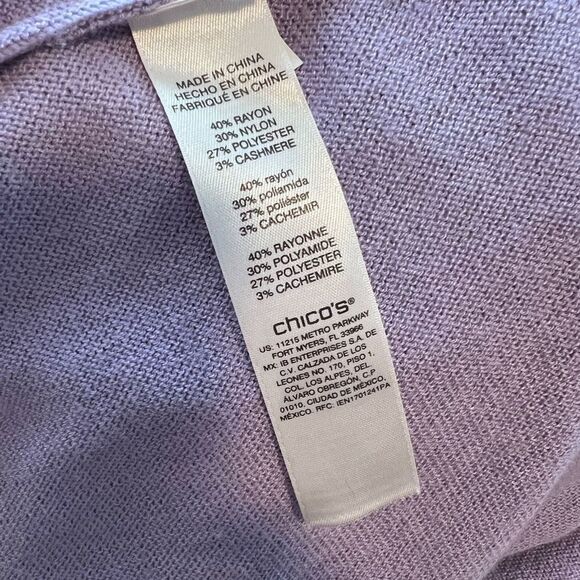 MADE IN CHINA
HECHO EN CHINA
FABRIQUÉ EN CHINE
40% RAYON
30% NYLON
27% POLYESTER
3% CASHMERE
40% rayón
30% poliamida
27% poliéster
3% CACHEMIR
40% RAYONNE
30% POLYAMIDE
27% POLYESTER
3% CACHEMIRE
chico's®
US: 11215 METRO PARKWAY
FORT MYERS, FL 33966
MX: IB ENTERPRISES S.A. DE
C.V. CALZADA DE LOS
LEONES NO. 170, PISO 1,
COL. LOS ALPES, DEL.
ÁLVARO OBREGÓN, C.P
01010. CIUDAD DE MÉXICO,
MÉXICO. RFC: IEN1701241PA